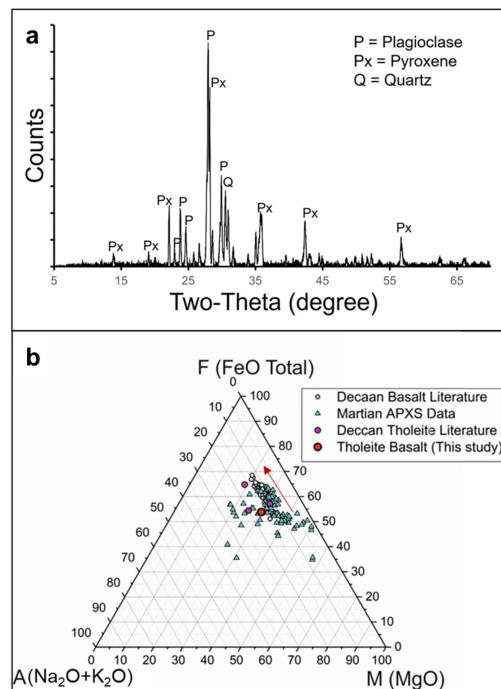 a
P = Plagioclase
Px = Pyroxene
Q = Quartz
P
Px
P
Q
Px
P
P
P
Px
Px
Px
Px
Px
Counts
5 15 25 35 45 55 65
Two-Theta (degree)
b
F (FeO Total)
Decaan Basalt Literature
Martian APXS Data
Deccan Tholeite Literature
Tholeite Basalt (This study)
0 100
10 90
20 80
30 70
40 60
50 50
60 40
70 30
80 20
90 10
100 0
0 10 20 30 40 50 60 70 80 90 100
A(Na₂O+K₂O)
M (MgO)